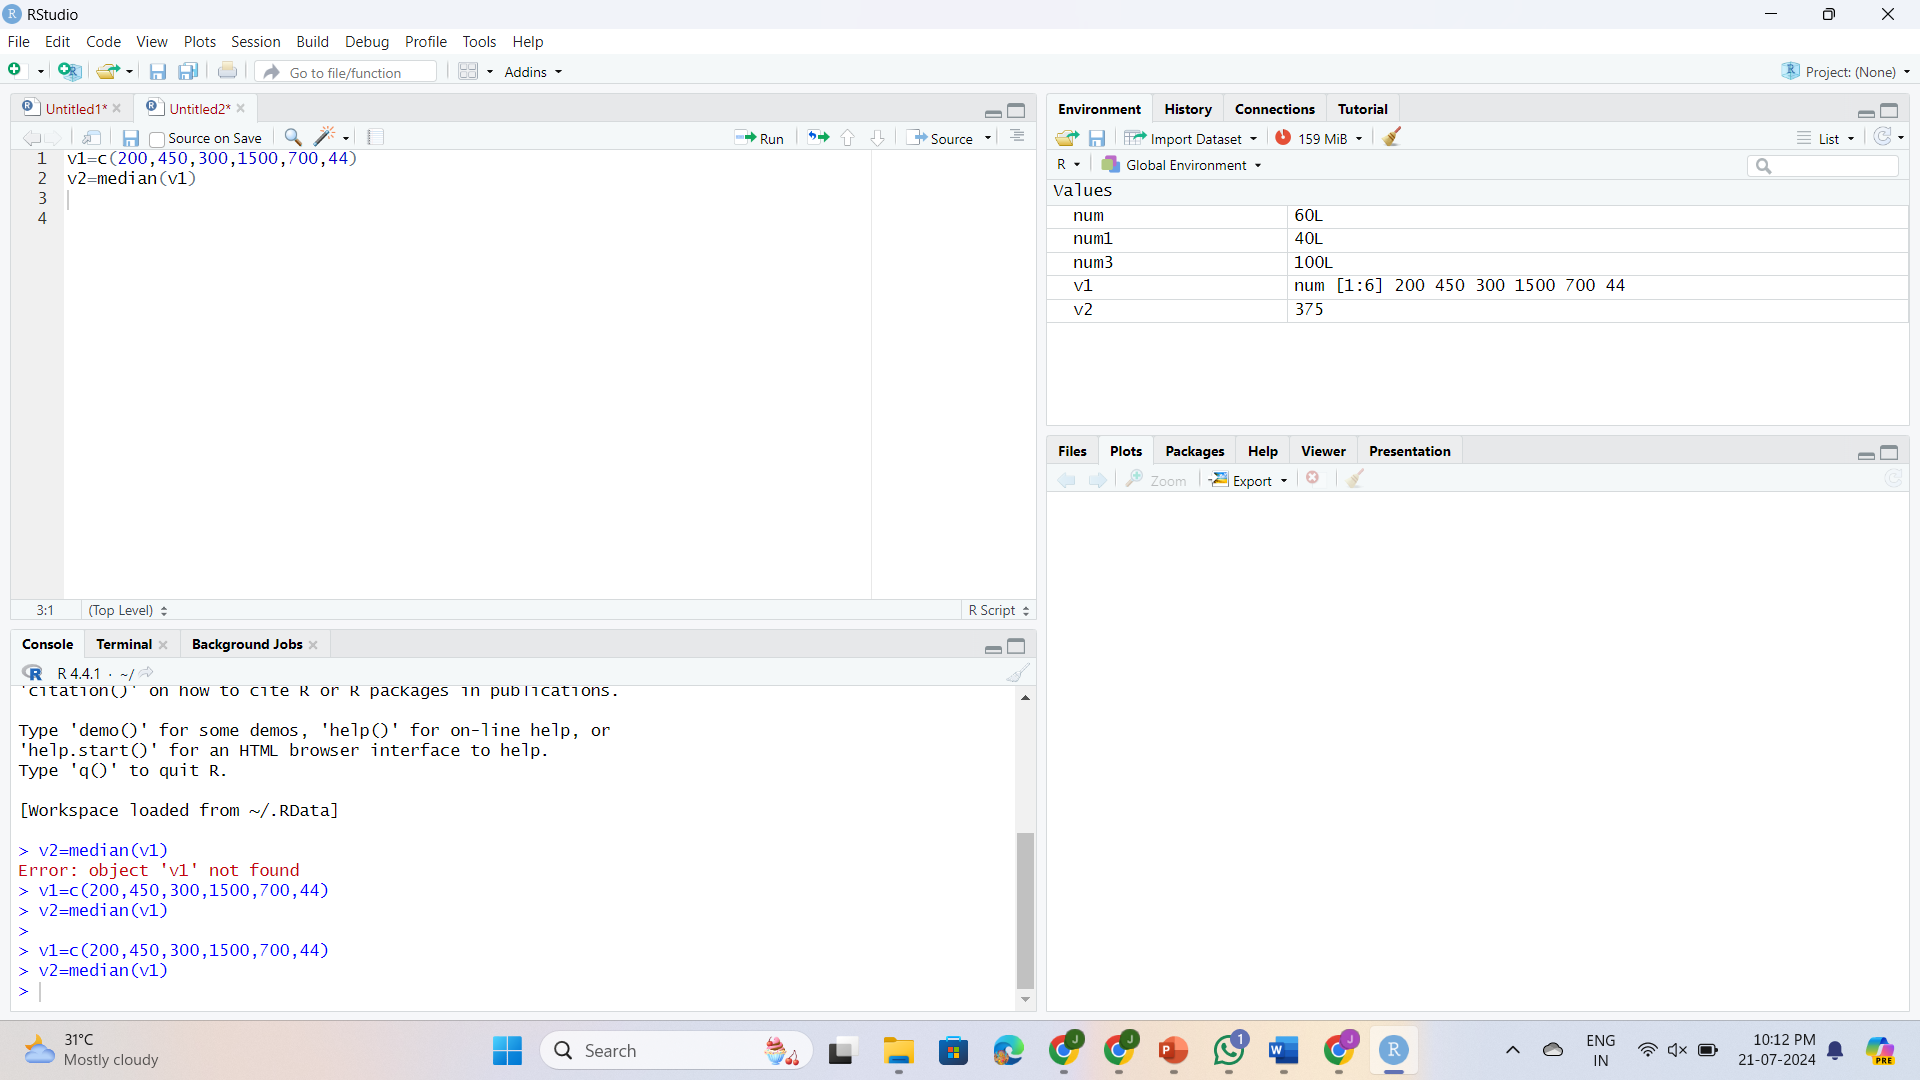 RStudio
File Edit Code View Plots Session Build Debug Profile Tools Help
Go to file/function Addins Project: (None)
Untitled1* Untitled2*
Source on Save Run Source
1 v1=c(200,450,300,1500,700,44)
2 v2=median(v1)
3
4
3:1 (Top Level) R Script
Console Terminal Background Jobs
R 4.4.1 · ~/
'citation()' on how to cite R or R packages in publications.
Type 'demo()' for some demos, 'help()' for on-line help, or
'help.start()' for an HTML browser interface to help.
Type 'q()' to quit R.
[Workspace loaded from ~/.RData]
> v2=median(v1)
Error: object 'v1' not found
> v1=c(200,450,300,1500,700,44)
> v2=median(v1)
>
> v1=c(200,450,300,1500,700,44)
> v2=median(v1)
>
Environment History Connections Tutorial
Import Dataset 159 MiB List
R Global Environment
Values
num 60L
num1 40L
num3 100L
v1 num [1:6] 200 450 300 1500 700 44
v2 375
Files Plots Packages Help Viewer Presentation
Zoom Export
31°C
Mostly cloudy
Search
ENG
IN
10:12 PM
21-07-2024